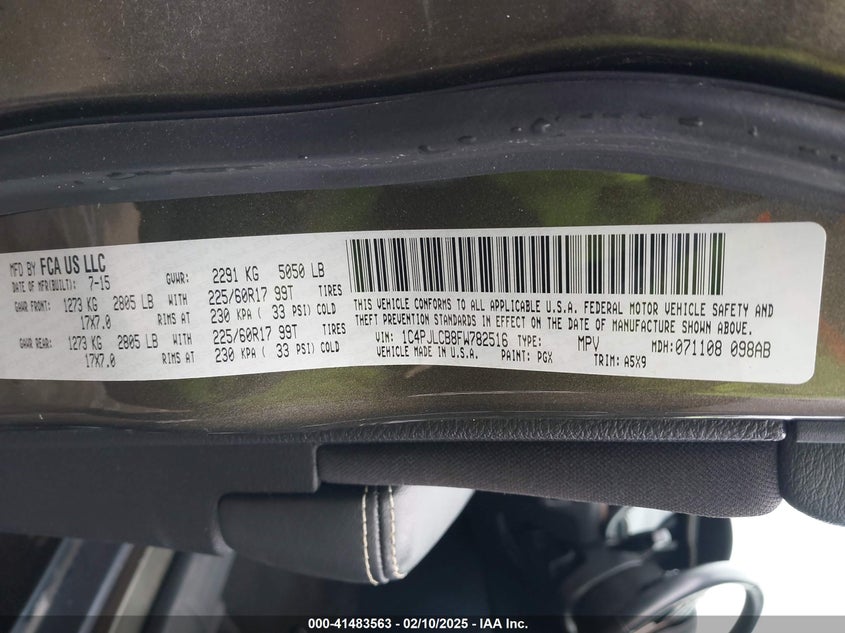 MFD BY FCA US LLC
DATE OF MFR(BUILT): 7-15 GVWR: 2291 KG 5050 LB
GAWR FRONT: 1273 KG 2805 LB WITH 225/60R17 99T TIRES
17X7.0 RIMS AT 230 KPA ( 33 PSI) COLD
GAWR REAR: 1273 KG 2805 LB WITH 225/60R17 99T TIRES
17X7.0 RIMS AT 230 KPA ( 33 PSI) COLD
THIS VEHICLE CONFORMS TO ALL APPLICABLE U.S.A. FEDERAL MOTOR VEHICLE SAFETY AND
THEFT PREVENTION STANDARDS IN EFFECT ON THE DATE OF MANUFACTURE SHOWN ABOVE.
VIN: 1C4PJLCB8FW782516 TYPE: MPV MDH: 071108 098AB
VEHICLE MADE IN U.S.A. PAINT: PGX TRIM: A5X9
000-41483563 - 02/10/2025 - IAA Inc.